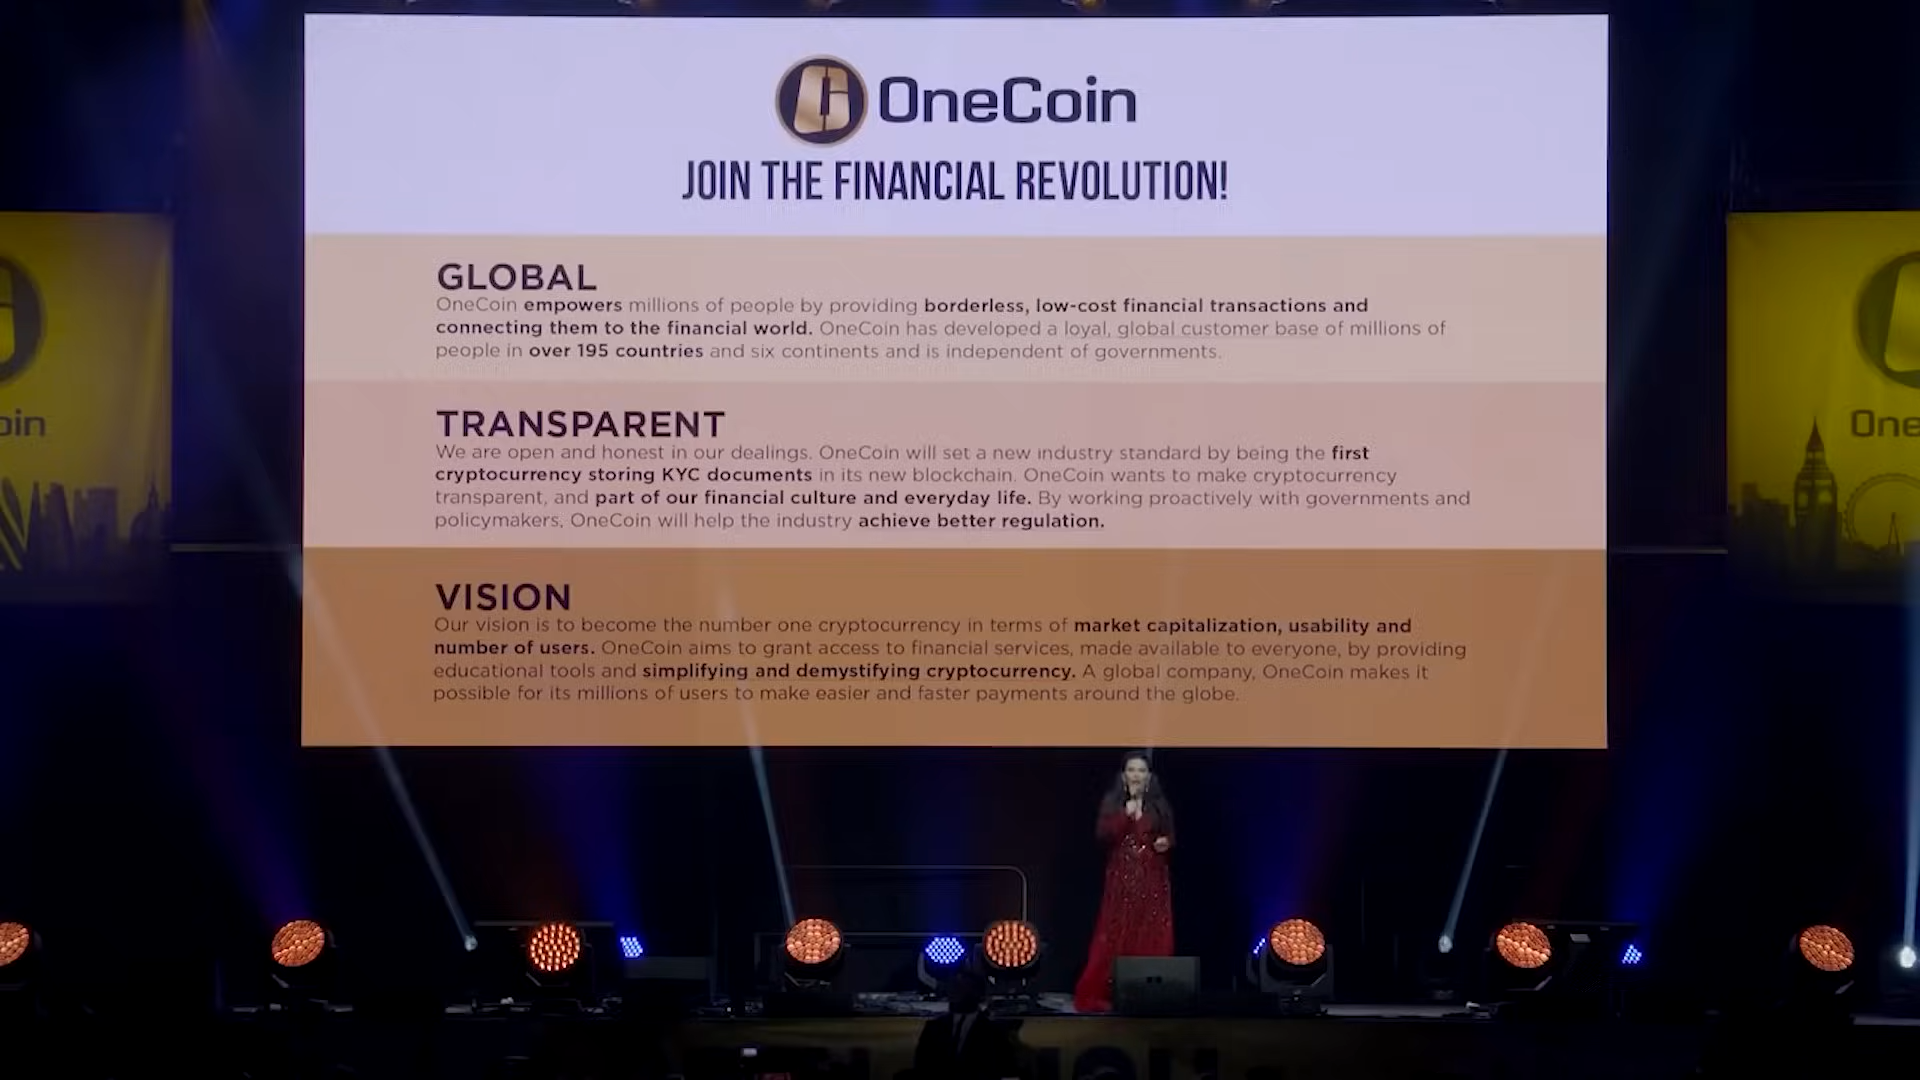 OneCoin
JOIN THE FINANCIAL REVOLUTION!
GLOBAL
OneCoin empowers millions of people by providing borderless, low-cost financial transactions and
connecting them to the financial world. OneCoin has developed a loyal, global customer base of millions of
people in over 195 countries and six continents and is independent of governments.
TRANSPARENT
We are open and honest in our dealings. OneCoin will set a new industry standard by being the first
cryptocurrency storing KYC documents in its new blockchain. OneCoin wants to make cryptocurrency
transparent, and part of our financial culture and everyday life. By working proactively with governments and
policymakers, OneCoin will help the industry achieve better regulation.
VISION
Our vision is to become the number one cryptocurrency in terms of market capitalization, usability and
number of users. OneCoin aims to grant access to financial services, made available to everyone, by providing
educational tools and simplifying and demystifying cryptocurrency. A global company, OneCoin makes it
possible for its millions of users to make easier and faster payments around the globe.
oin
One